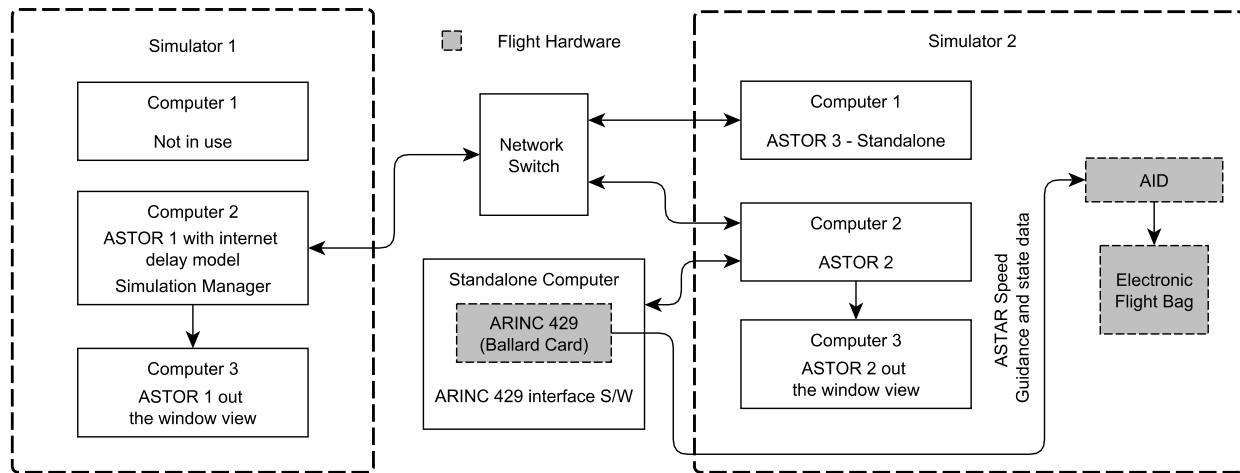 Simulator 1
Computer 1
Not in use
Computer 2
ASTOR 1 with internet
delay model
Simulation Manager
Computer 3
ASTOR 1 out
the window view
Flight Hardware
Network
Switch
Standalone Computer
ARINC 429
(Ballard Card)
ARINC 429 interface S/W
Simulator 2
Computer 1
ASTOR 3 - Standalone
Computer 2
ASTOR 2
Computer 3
ASTOR 2 out
the window view
ASTAR Speed
Guidance and state data
AID
Electronic
Flight Bag